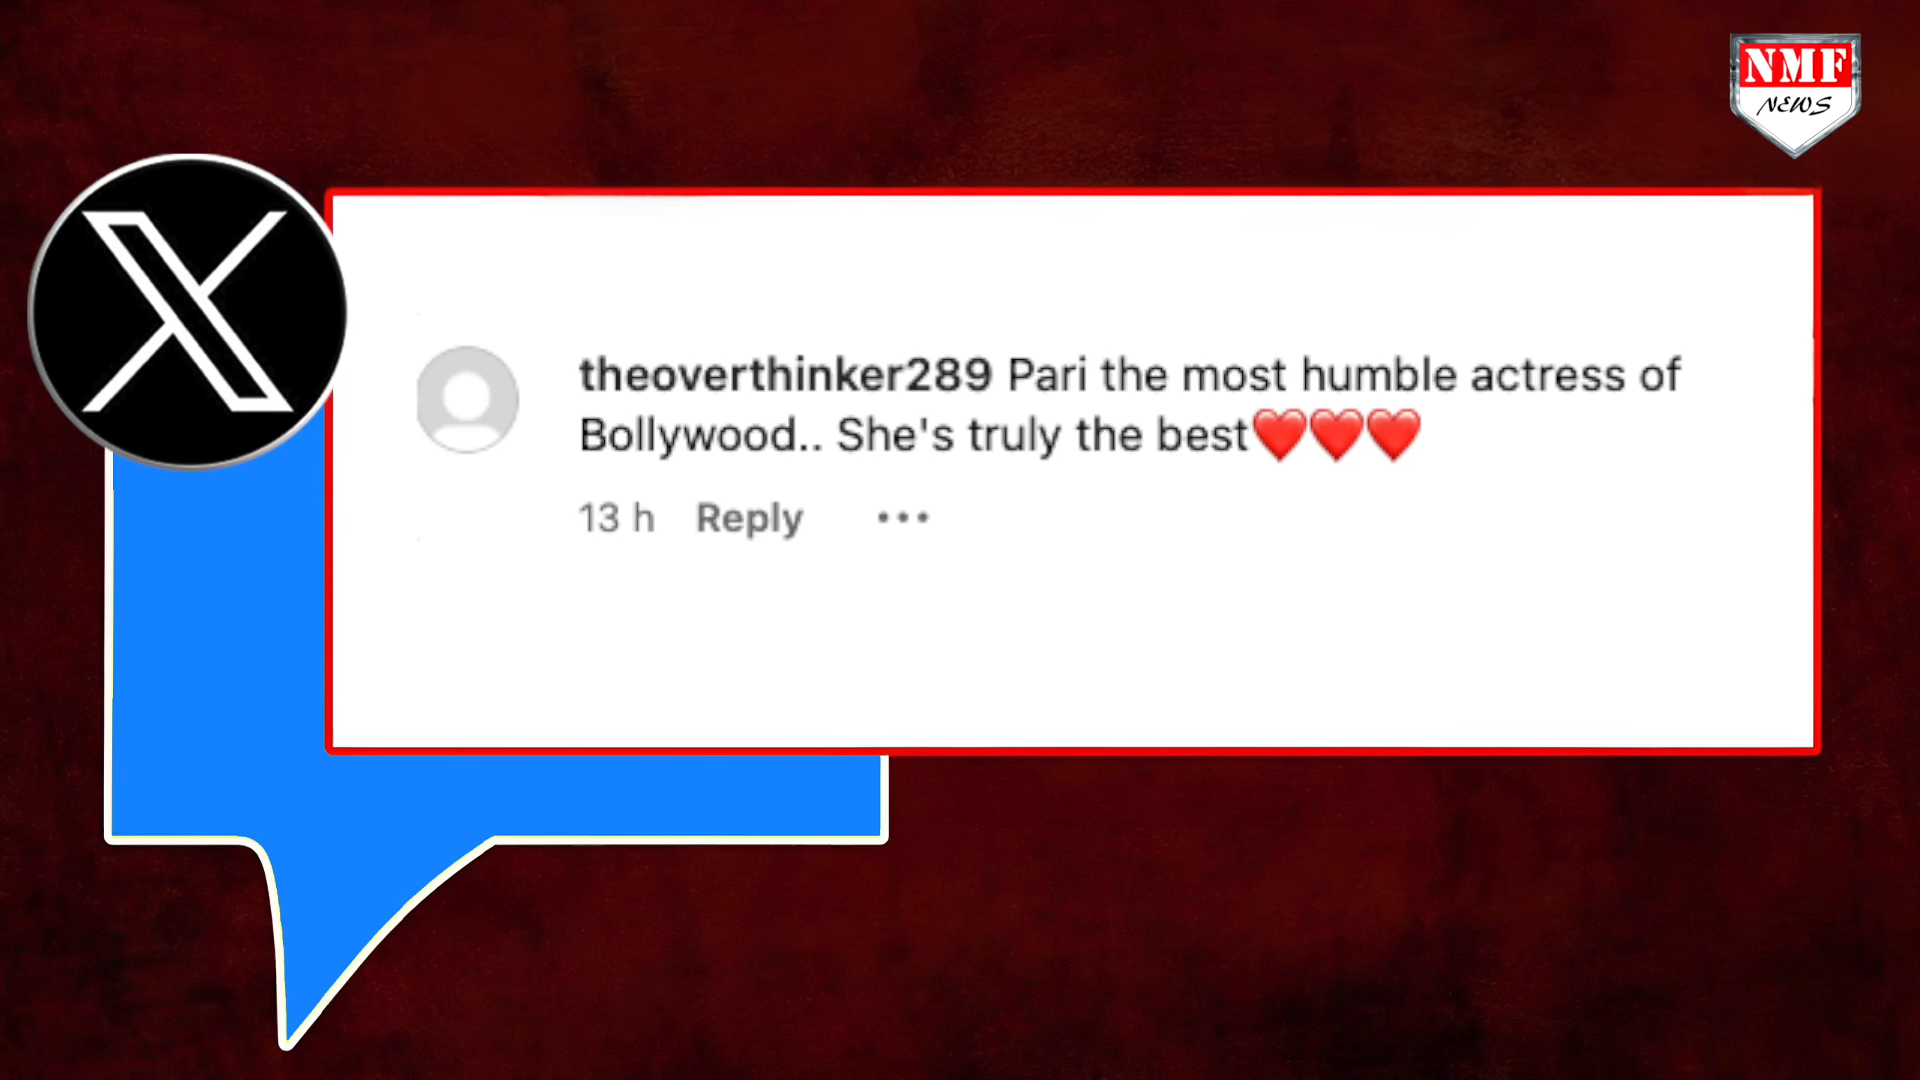 NMF
NEWS
theoverthinker289 Pari the most humble actress of
Bollywood.. She's truly the best❤️❤️❤️
13 h Reply •••